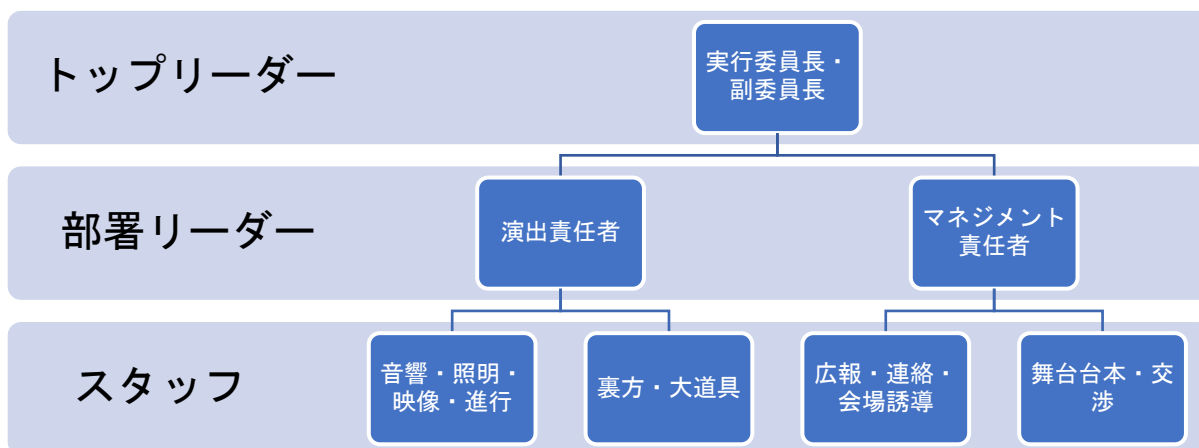 トップリーダー
実行委員長・
副委員長
部署リーダー
演出責任者
マネジメント
責任者
スタッフ
音響・照明・
映像・進行
裏方・大道具
広報・連絡・
会場誘導
舞台台本・交
渉